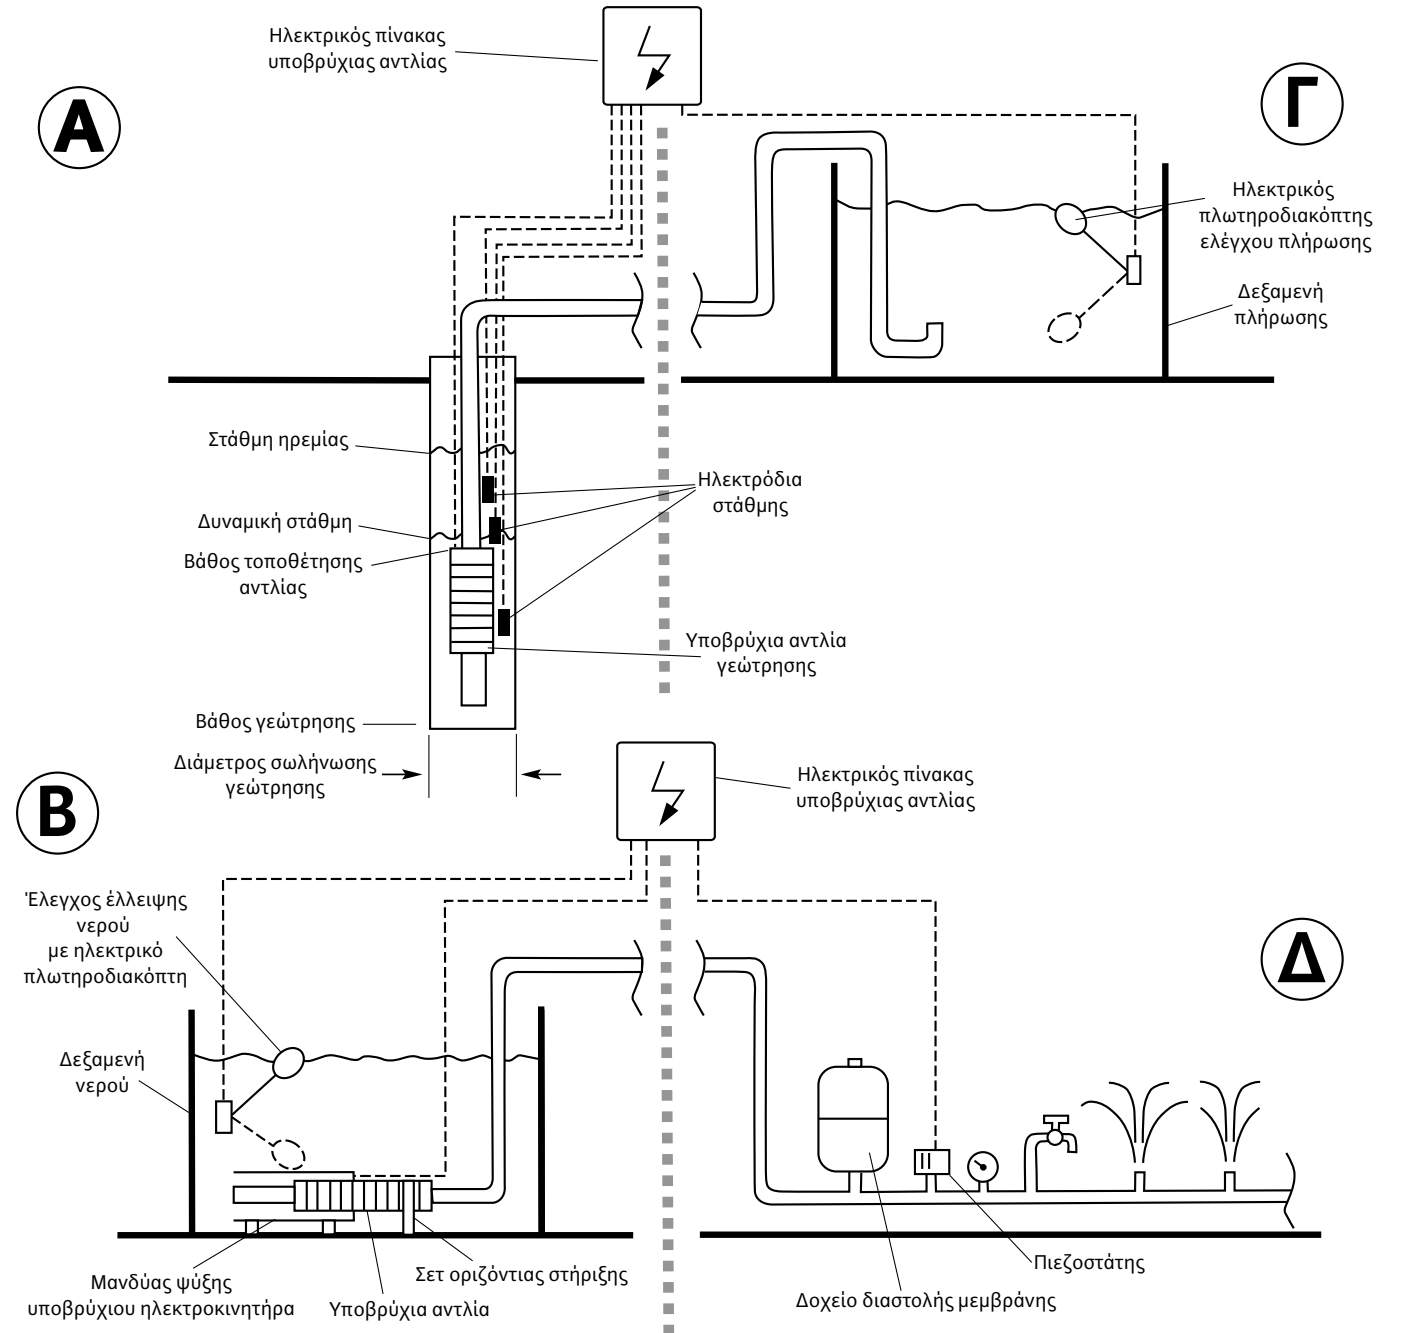 Ηλεκτρικός πίνακας
υποβρύχιας αντλίας
Α
Γ
Ηλεκτρικός
πλωτηροδιακόπτης
ελέγχου πλήρωσης
Δεξαμενή
πλήρωσης
Στάθμη ηρεμίας
Ηλεκτρόδια
στάθμης
Δυναμική στάθμη
Βάθος τοποθέτησης
αντλίας
Υποβρύχια αντλία
γεώτρησης
Βάθος γεώτρησης
Διάμετρος σωλήνωσης
γεώτρησης
Ηλεκτρικός πίνακας
υποβρύχιας αντλίας
Β
Έλεγχος έλλειψης
νερού
με ηλεκτρικό
πλωτηροδιακόπτη
Δ
Δεξαμενή
νερού
Μανδύας ψύξης
υποβρύχιου ηλεκτροκινητήρα
Σετ οριζόντιας στήριξης
Υποβρύχια αντλία
Πιεζοστάτης
Δοχείο διαστολής μεμβράνης